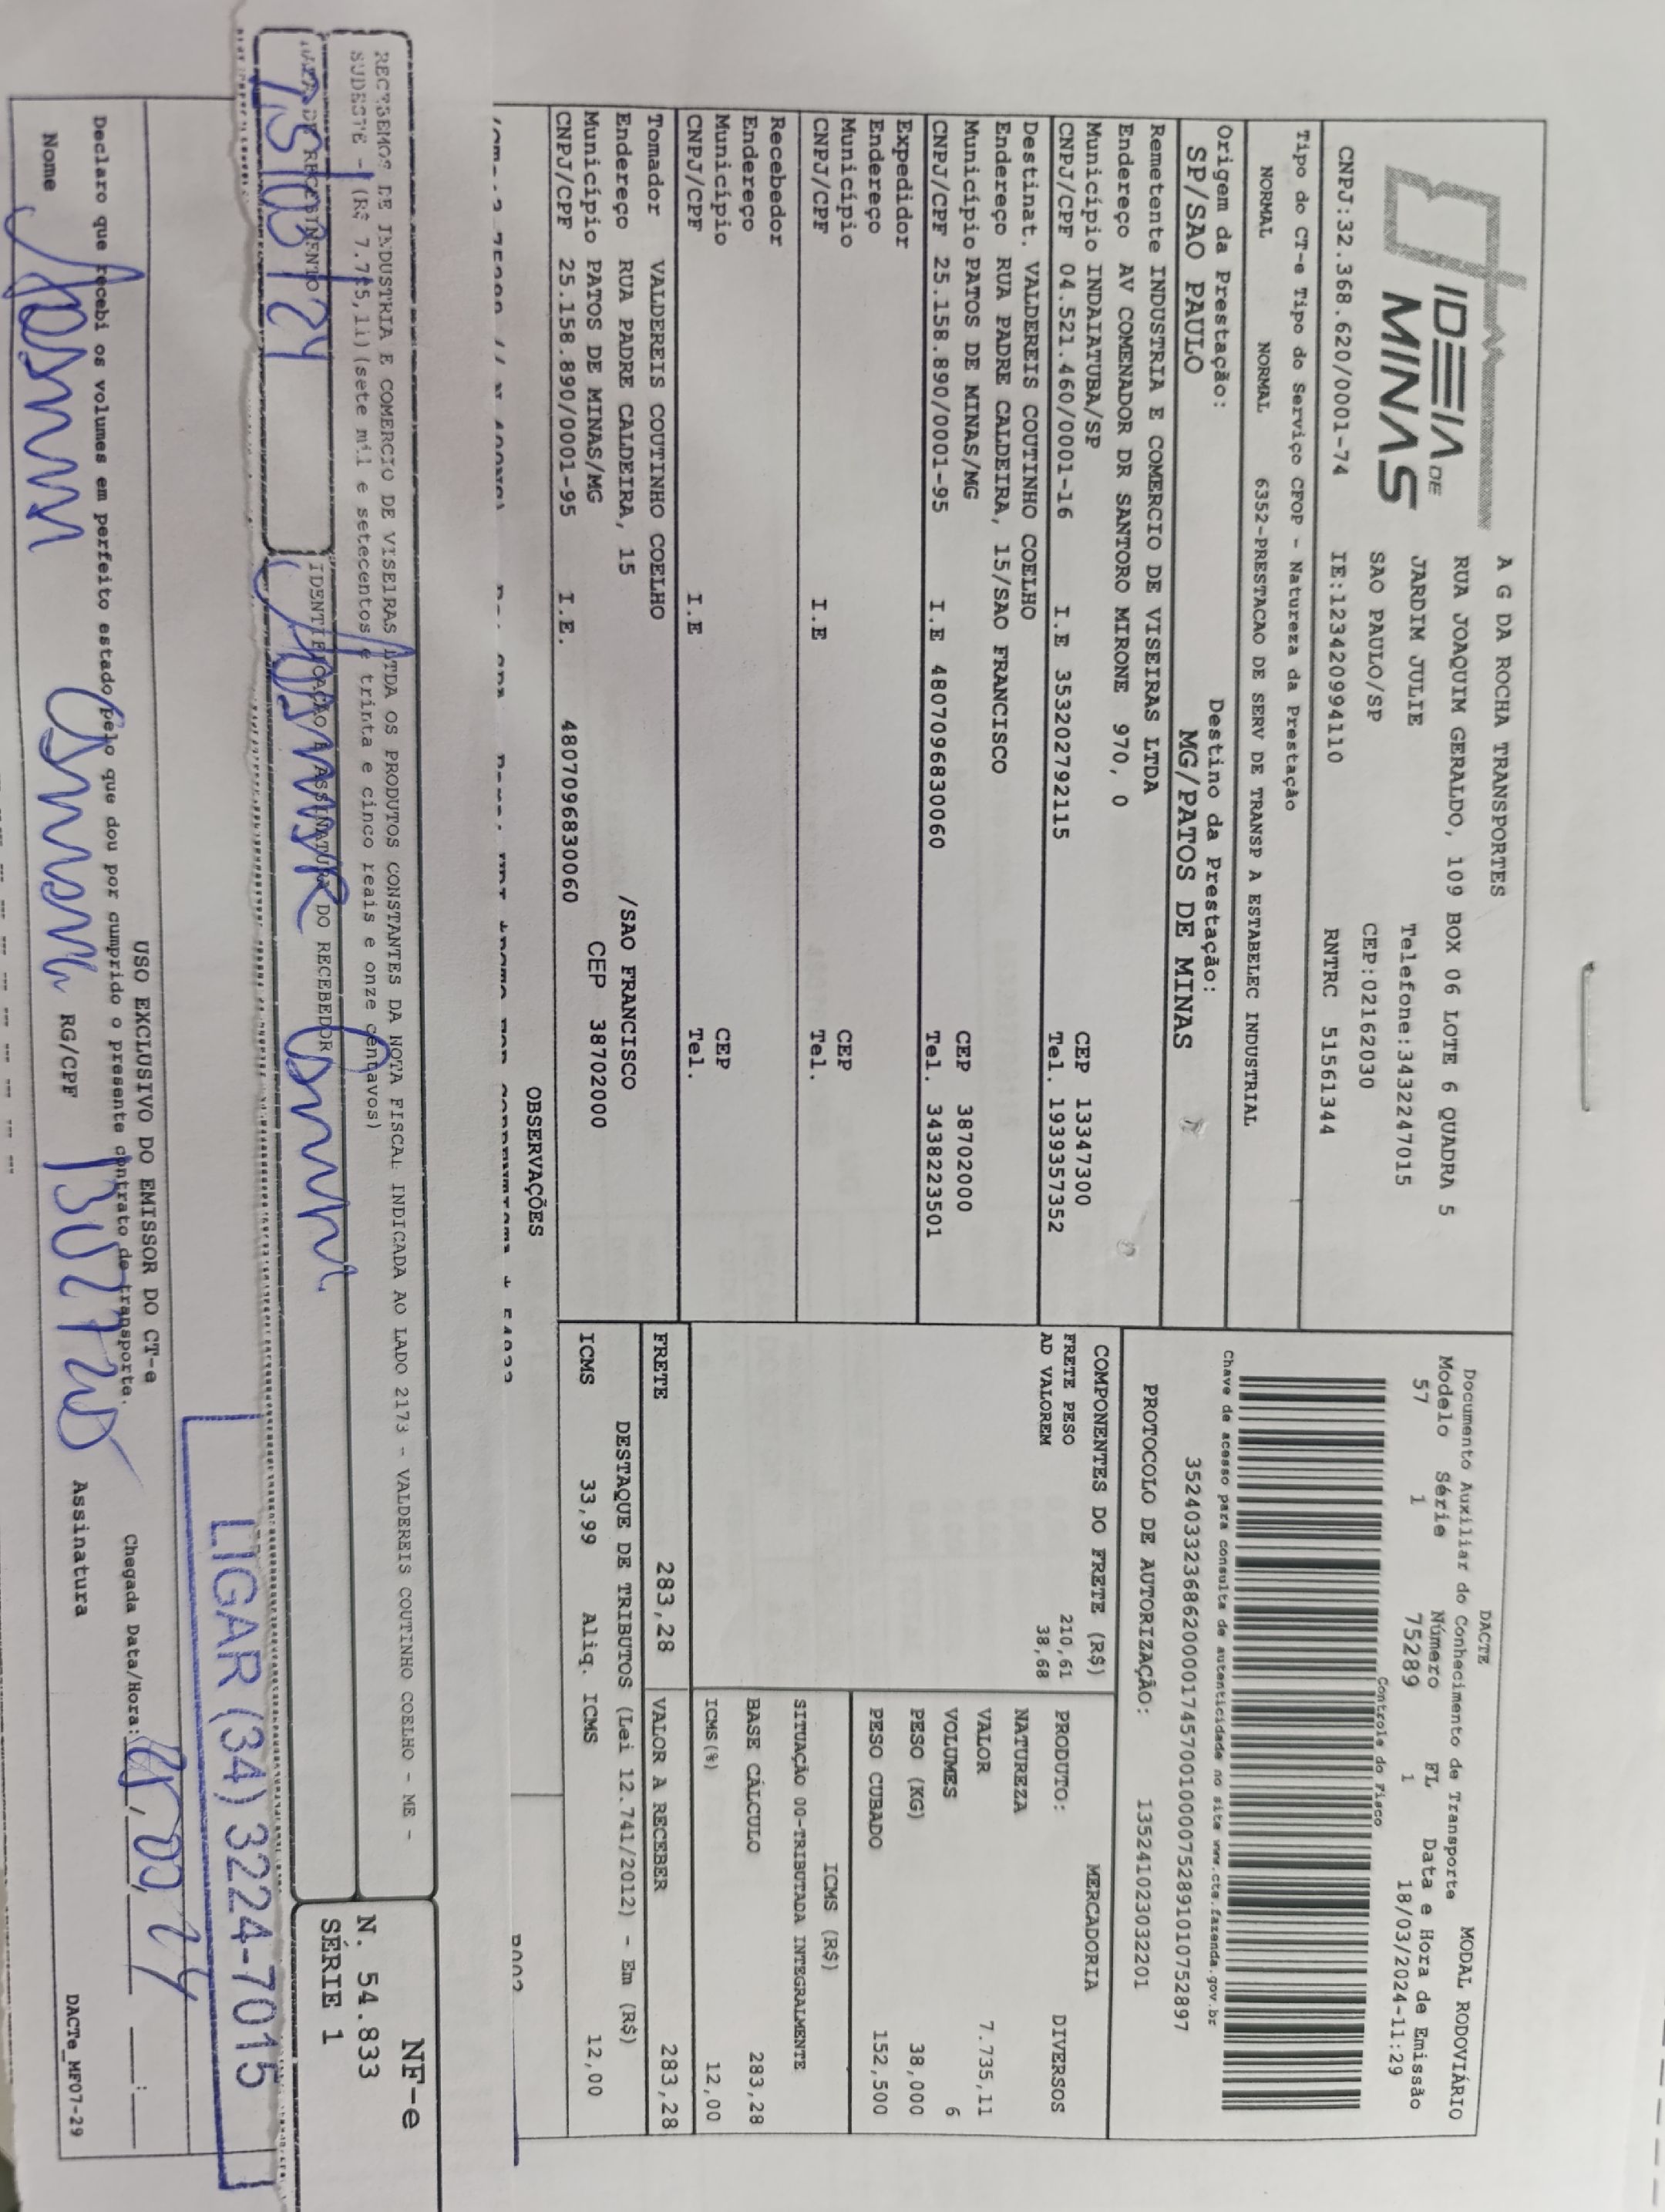 IDEIA DE
MINAS
A G DA ROCHA TRANSPORTES
RUA JOAQUIM GERALDO, 109 BOX 06 LOTE 6 QUADRA 5
JARDIM JULIE Telefone:3432247015
SAO PAULO/SP CEP:02162030
CNPJ:32.368.620/0001-74 IE:123420994110 RNTRC 51561344
Tipo do CT-e Tipo do Serviço CFOP - Natureza da Prestação
NORMAL NORMAL 6352-PRESTACAO DE SERV DE TRANSP A ESTABELEC INDUSTRIAL
Origem da Prestação: Destino da Prestação:
SP/SAO PAULO MG/PATOS DE MINAS
Remetente INDUSTRIA E COMERCIO DE VISEIRAS LTDA
Endereço AV COMENADOR DR SANTORO MIRONE 970, 0
Município INDAIATUBA/SP CEP 13347300
CNPJ/CPF 04.521.460/0001-16 I.E 353202792115 Tel. 1939357352
Destinat. VALDEREIS COUTINHO COELHO
Endereço RUA PADRE CALDEIRA, 15/SAO FRANCISCO
Município PATOS DE MINAS/MG CEP 38702000
CNPJ/CPF 25.158.890/0001-95 I.E 4807096830060 Tel. 3438223501
Expedidor
Endereço
Município CEP
CNPJ/CPF I.E Tel.
Recebedor
Endereço
Município CEP
CNPJ/CPF I.E Tel.
Tomador VALDEREIS COUTINHO COELHO
Endereço RUA PADRE CALDEIRA, 15 /SAO FRANCISCO
Município PATOS DE MINAS/MG CEP 38702000
CNPJ/CPF 25.158.890/0001-95 I.E. 4807096830060
DACTE
Documento Auxiliar do Conhecimento de Transporte MODAL RODOVIÁRIO
Modelo Série Número FL Data e Hora de Emissão
57 1 75289 1 18/03/2024-11:29
Controle do Fisco
Chave de acesso para consulta de autenticidade no site www.cte.fazenda.gov.br
35240332368620000174570010000752891010752897
PROTOCOLO DE AUTORIZAÇÃO: 135241023032201
COMPONENTES DO FRETE (R$)
FRETE PESO 210,61
AD VALOREM 38,68
MERCADORIA
PRODUTO: DIVERSOS
NATUREZA
VALOR 7.735,11
VOLUMES 6
PESO (KG) 38,000
PESO CUBADO 152,500
ICMS (R$)
SITUAÇÃO 00-TRIBUTADA INTEGRALMENTE
BASE CÁLCULO 283,28
ICMS(%) 12,00
FRETE 283,28 VALOR A RECEBER 283,28
DESTAQUE DE TRIBUTOS (Lei 12.741/2012) - Em (R$)
ICMS 33,99 Aliq. ICMS 12,00
OBSERVAÇÕES
RECEBEMOS DE INDUSTRIA E COMERCIO DE VISEIRAS LTDA OS PRODUTOS CONSTANTES DA NOTA FISCAL INDICADA AO LADO 2173 - VALDEREIS COUTINHO COELHO - ME -
SUDESTE - (R$ 7.735,11)(sete mil e setecentos e trinta e cinco reais e onze centavos)
DATA DE RECEBIMENTO IDENTIFICAÇÃO E ASSINATURA DO RECEBEDOR
NF-e
N. 54.833
SÉRIE 1
LIGAR (34) 3224-7015
USO EXCLUSIVO DO EMISSOR DO CT-e
Declaro que recebi os volumes em perfeito estado pelo que dou por cumprido o presente contrato de transporte. Chegada Data/Hora:
Nome RG/CPF Assinatura
DACTe_MF07-29